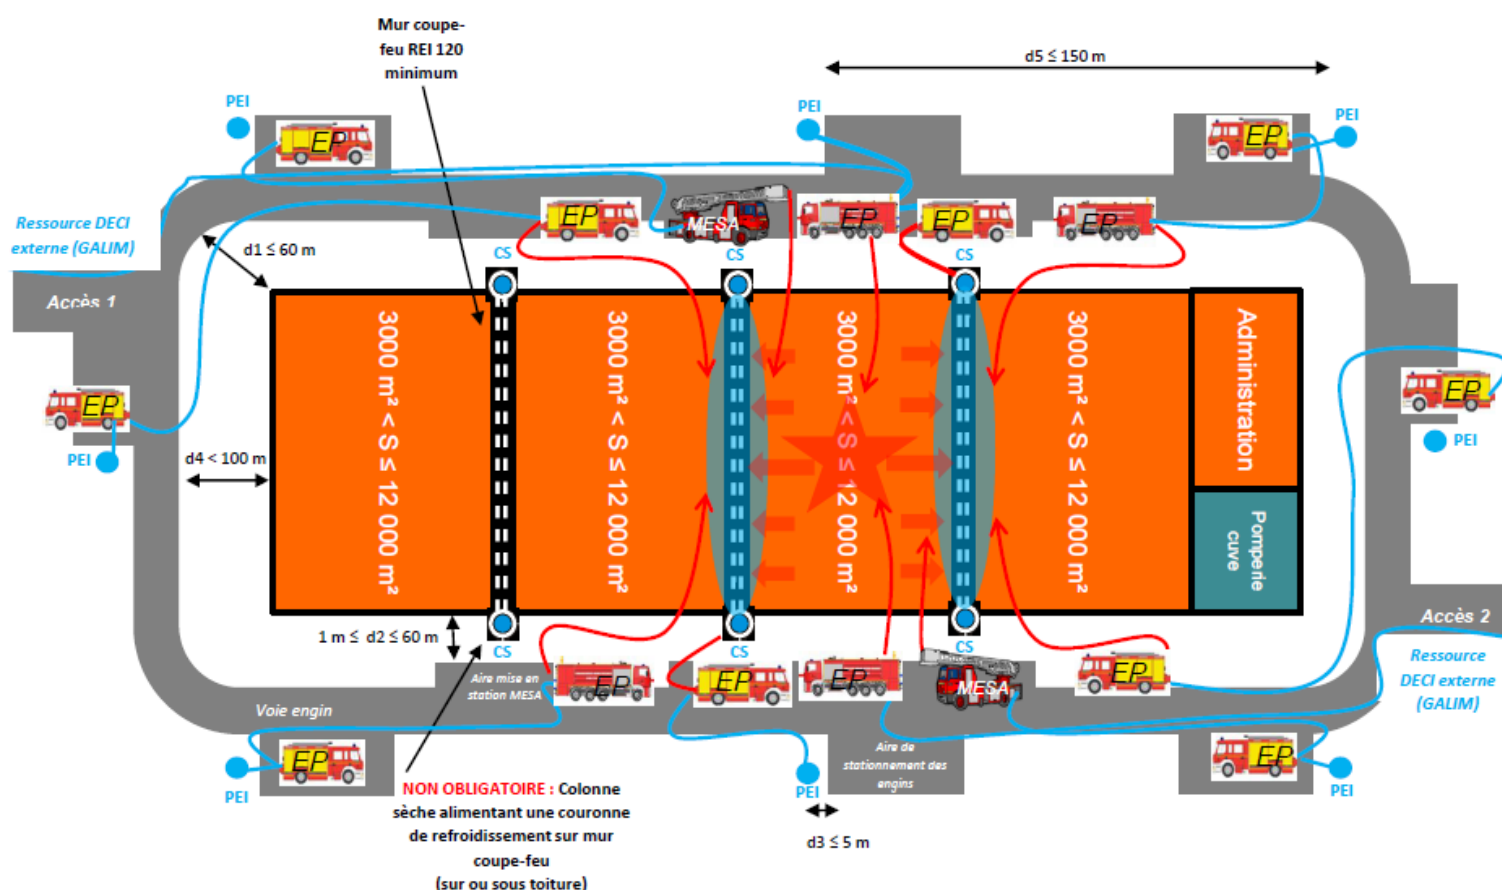 Mur coupe-
feu REI 120
minimum
d5 ≤ 150 m
PEI
PEI
PEI
EP
EP
Ressource DECI
externe (GALIM)
d1 ≤ 60 m
EP
MESA
EP
EP
EP
CS
CS
CS
Accès 1
3000 m² < S ≤ 12 000 m²
3000 m² < S ≤ 12 000 m²
3000 m² < S ≤ 12 000 m²
3000 m² < S ≤ 12 000 m²
Administration
Pomperie
cuve
EP
PEI
EP
PEI
d4 < 100 m
1 m ≤ d2 ≤ 60 m
CS
CS
CS
Accès 2
Ressource
DECI externe
(GALIM)
Aire mise en
station MESA
EP
EP
EP
MESA
EP
Voie engin
EP
EP
PEI
PEI
PEI
Aire de
stationnement des
engins
NON OBLIGATOIRE : Colonne
sèche alimentant une couronne
de refroidissement sur mur
coupe-feu
(sur ou sous toiture)
d3 ≤ 5 m